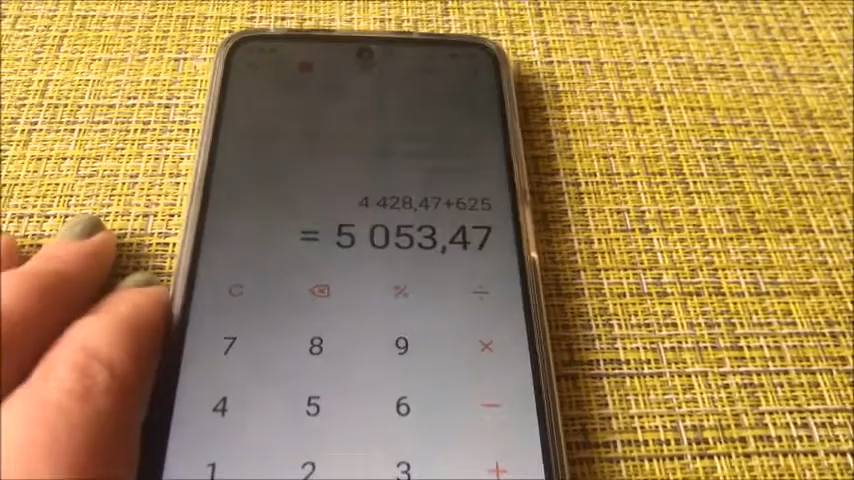 4 428,47+625
= 5 053,47
C % ÷
7 8 9 ×
4 5 6 −
1 2 3 +